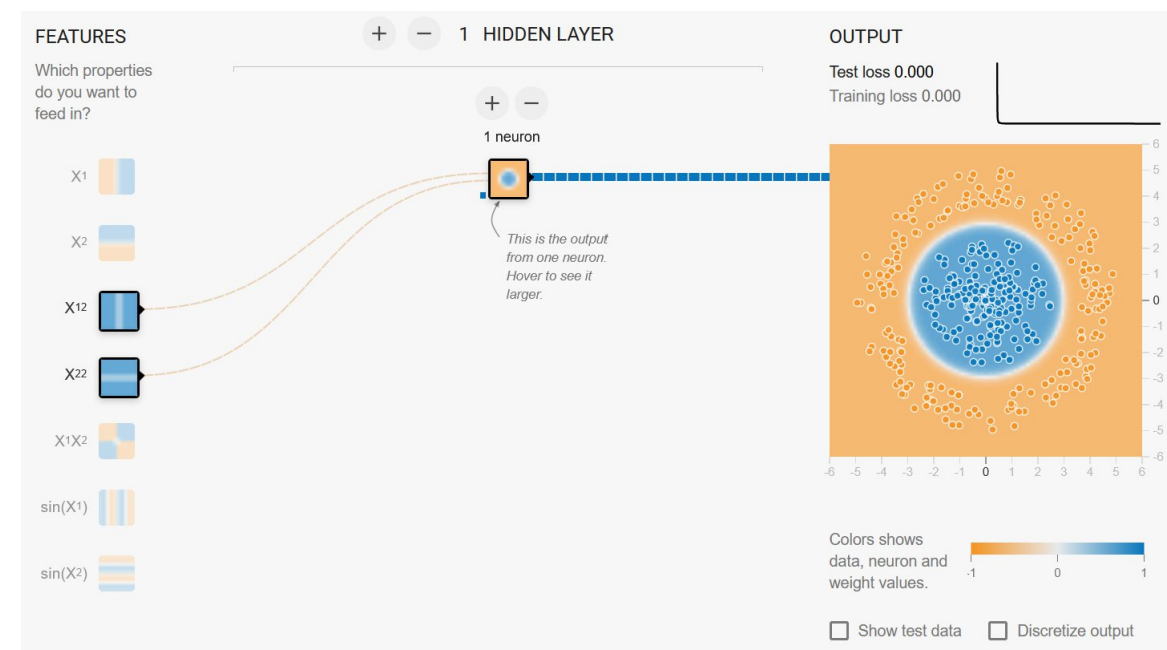 FEATURES
Which properties
do you want to
feed in?
X1
X2
X12
X22
X1X2
sin(X1)
sin(X2)
+ − 1 HIDDEN LAYER
+ −
1 neuron
This is the output
from one neuron.
Hover to see it
larger.
OUTPUT
Test loss 0.000
Training loss 0.000
6
5
4
3
2
1
0
-1
-2
-3
-4
-5
-6
-6 -5 -4 -3 -2 -1 0 1 2 3 4 5 6
Colors shows
data, neuron and
weight values.
-1 0 1
Show test data Discretize output